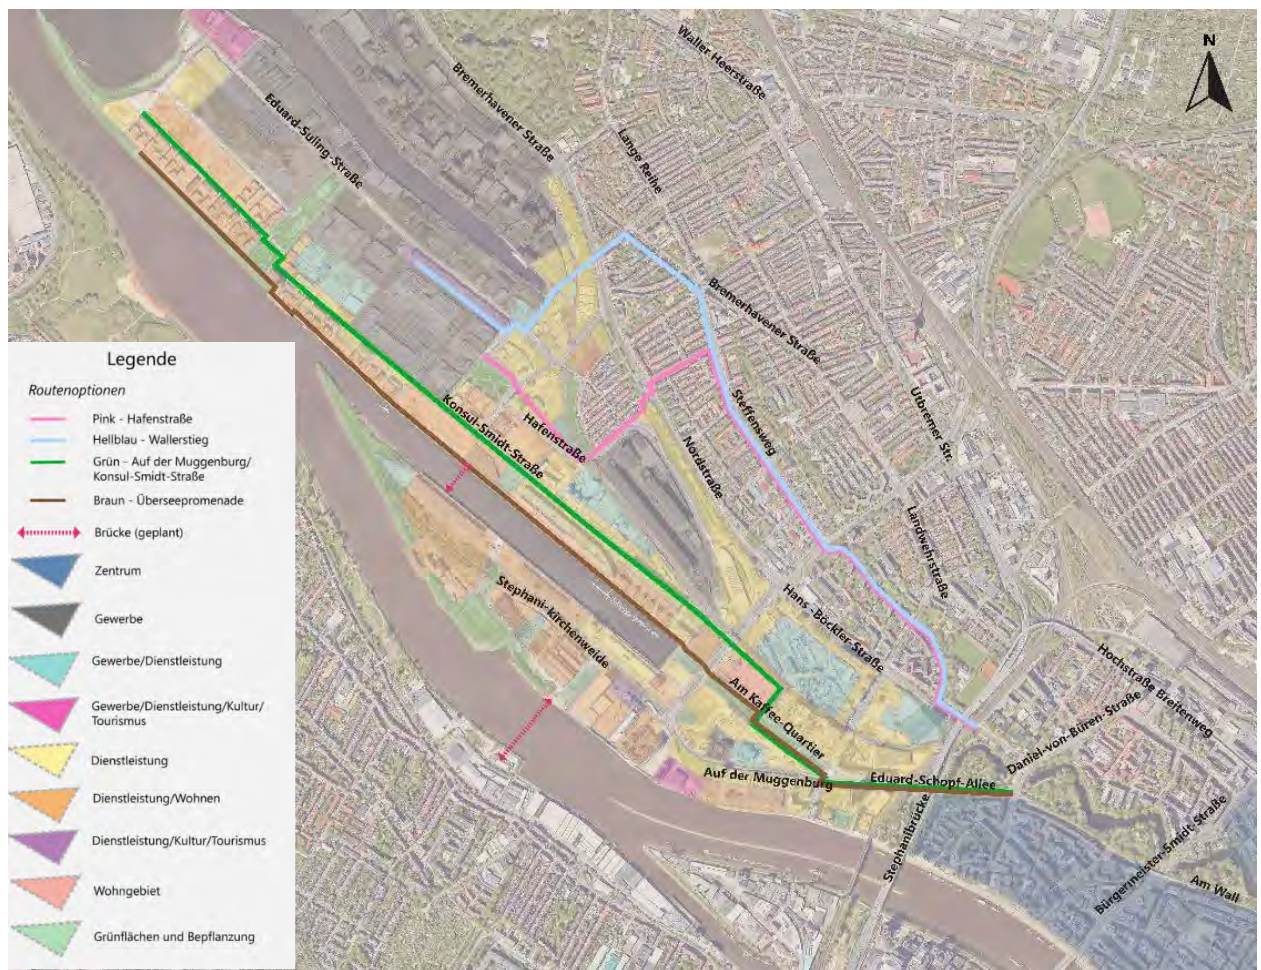 N
Waller Heerstraße
Bremerhavener Straße
Eduard-Suling-Straße
Lange Reihe
Bremerhavener Straße
Utbremer Str.
Steffensweg
Konsul-Smidt-Straße
Hafenstraße
Nordstraße
Landwehrstraße
Stephani-kirchenweide
Hans-Böckler-Straße
Hochstraße Breitenweg
Daniel-von-Büren-Straße
Am Kaffee-Quartier
Auf der Muggenburg
Eduard-Schopf-Allee
Stephanibrücke
Bürgermeister-Smidt-Straße
Am Wall
Legende
Routenoptionen
Pink - Hafenstraße
Hellblau - Wallerstieg
Grün - Auf der Muggenburg/
Konsul-Smidt-Straße
Braun - Überseepromenade
Brücke (geplant)
Zentrum
Gewerbe
Gewerbe/Dienstleistung
Gewerbe/Dienstleistung/Kultur/
Tourismus
Dienstleistung
Dienstleistung/Wohnen
Dienstleistung/Kultur/Tourismus
Wohngebiet
Grünflächen und Bepflanzung